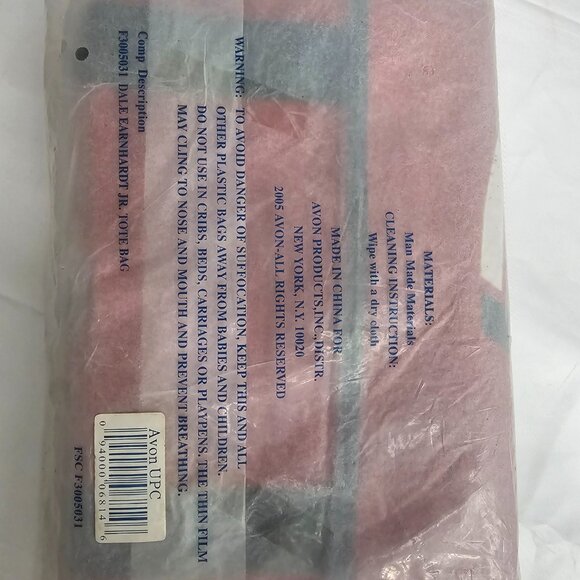 MATERIALS:
Man Made Materials
CLEANING INSTRUCTION:
Wipe with a dry cloth
MADE IN CHINA FOR
AVON PRODUCTS,INC.,DISTR.
NEW YORK, N.Y. 10020
2005 AVON-ALL RIGHTS RESERVED
WARNING: TO AVOID DANGER OF SUFFOCATION, KEEP THIS AND ALL
OTHER PLASTIC BAGS AWAY FROM BABIES AND CHILDREN.
DO NOT USE IN CRIBS, BEDS, CARRIAGES OR PLAYPENS. THE THIN FILM
MAY CLING TO NOSE AND MOUTH AND PREVENT BREATHING.
Comp Description
F3005031 DALE EARNHARDT JR. TOTE BAG
FSC F3005031
Avon UPC
0 94000 06814 6